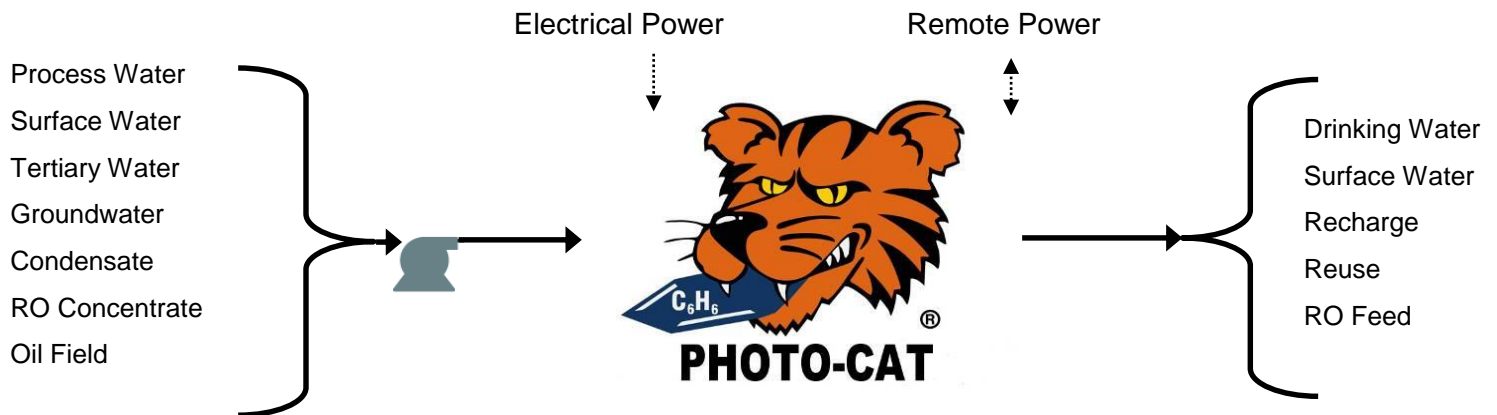 Electrical Power
Remote Power
Process Water
Surface Water
Tertiary Water
Groundwater
Condensate
RO Concentrate
Oil Field
C₆H₆
®
PHOTO-CAT
Drinking Water
Surface Water
Recharge
Reuse
RO Feed